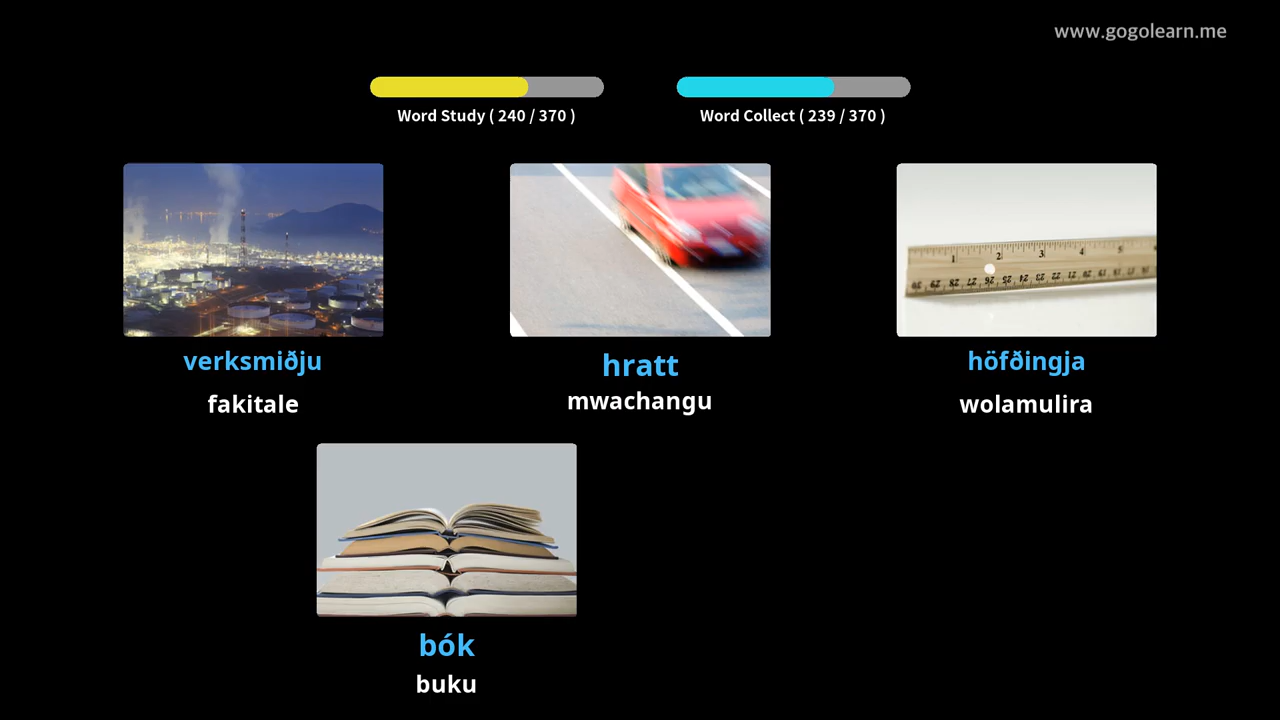 www.gogolearn.me
Word Study ( 240 / 370 )
Word Collect ( 239 / 370 )
verksmiðju
fakitale
hratt
mwachangu
höfðingja
wolamulira
bók
buku